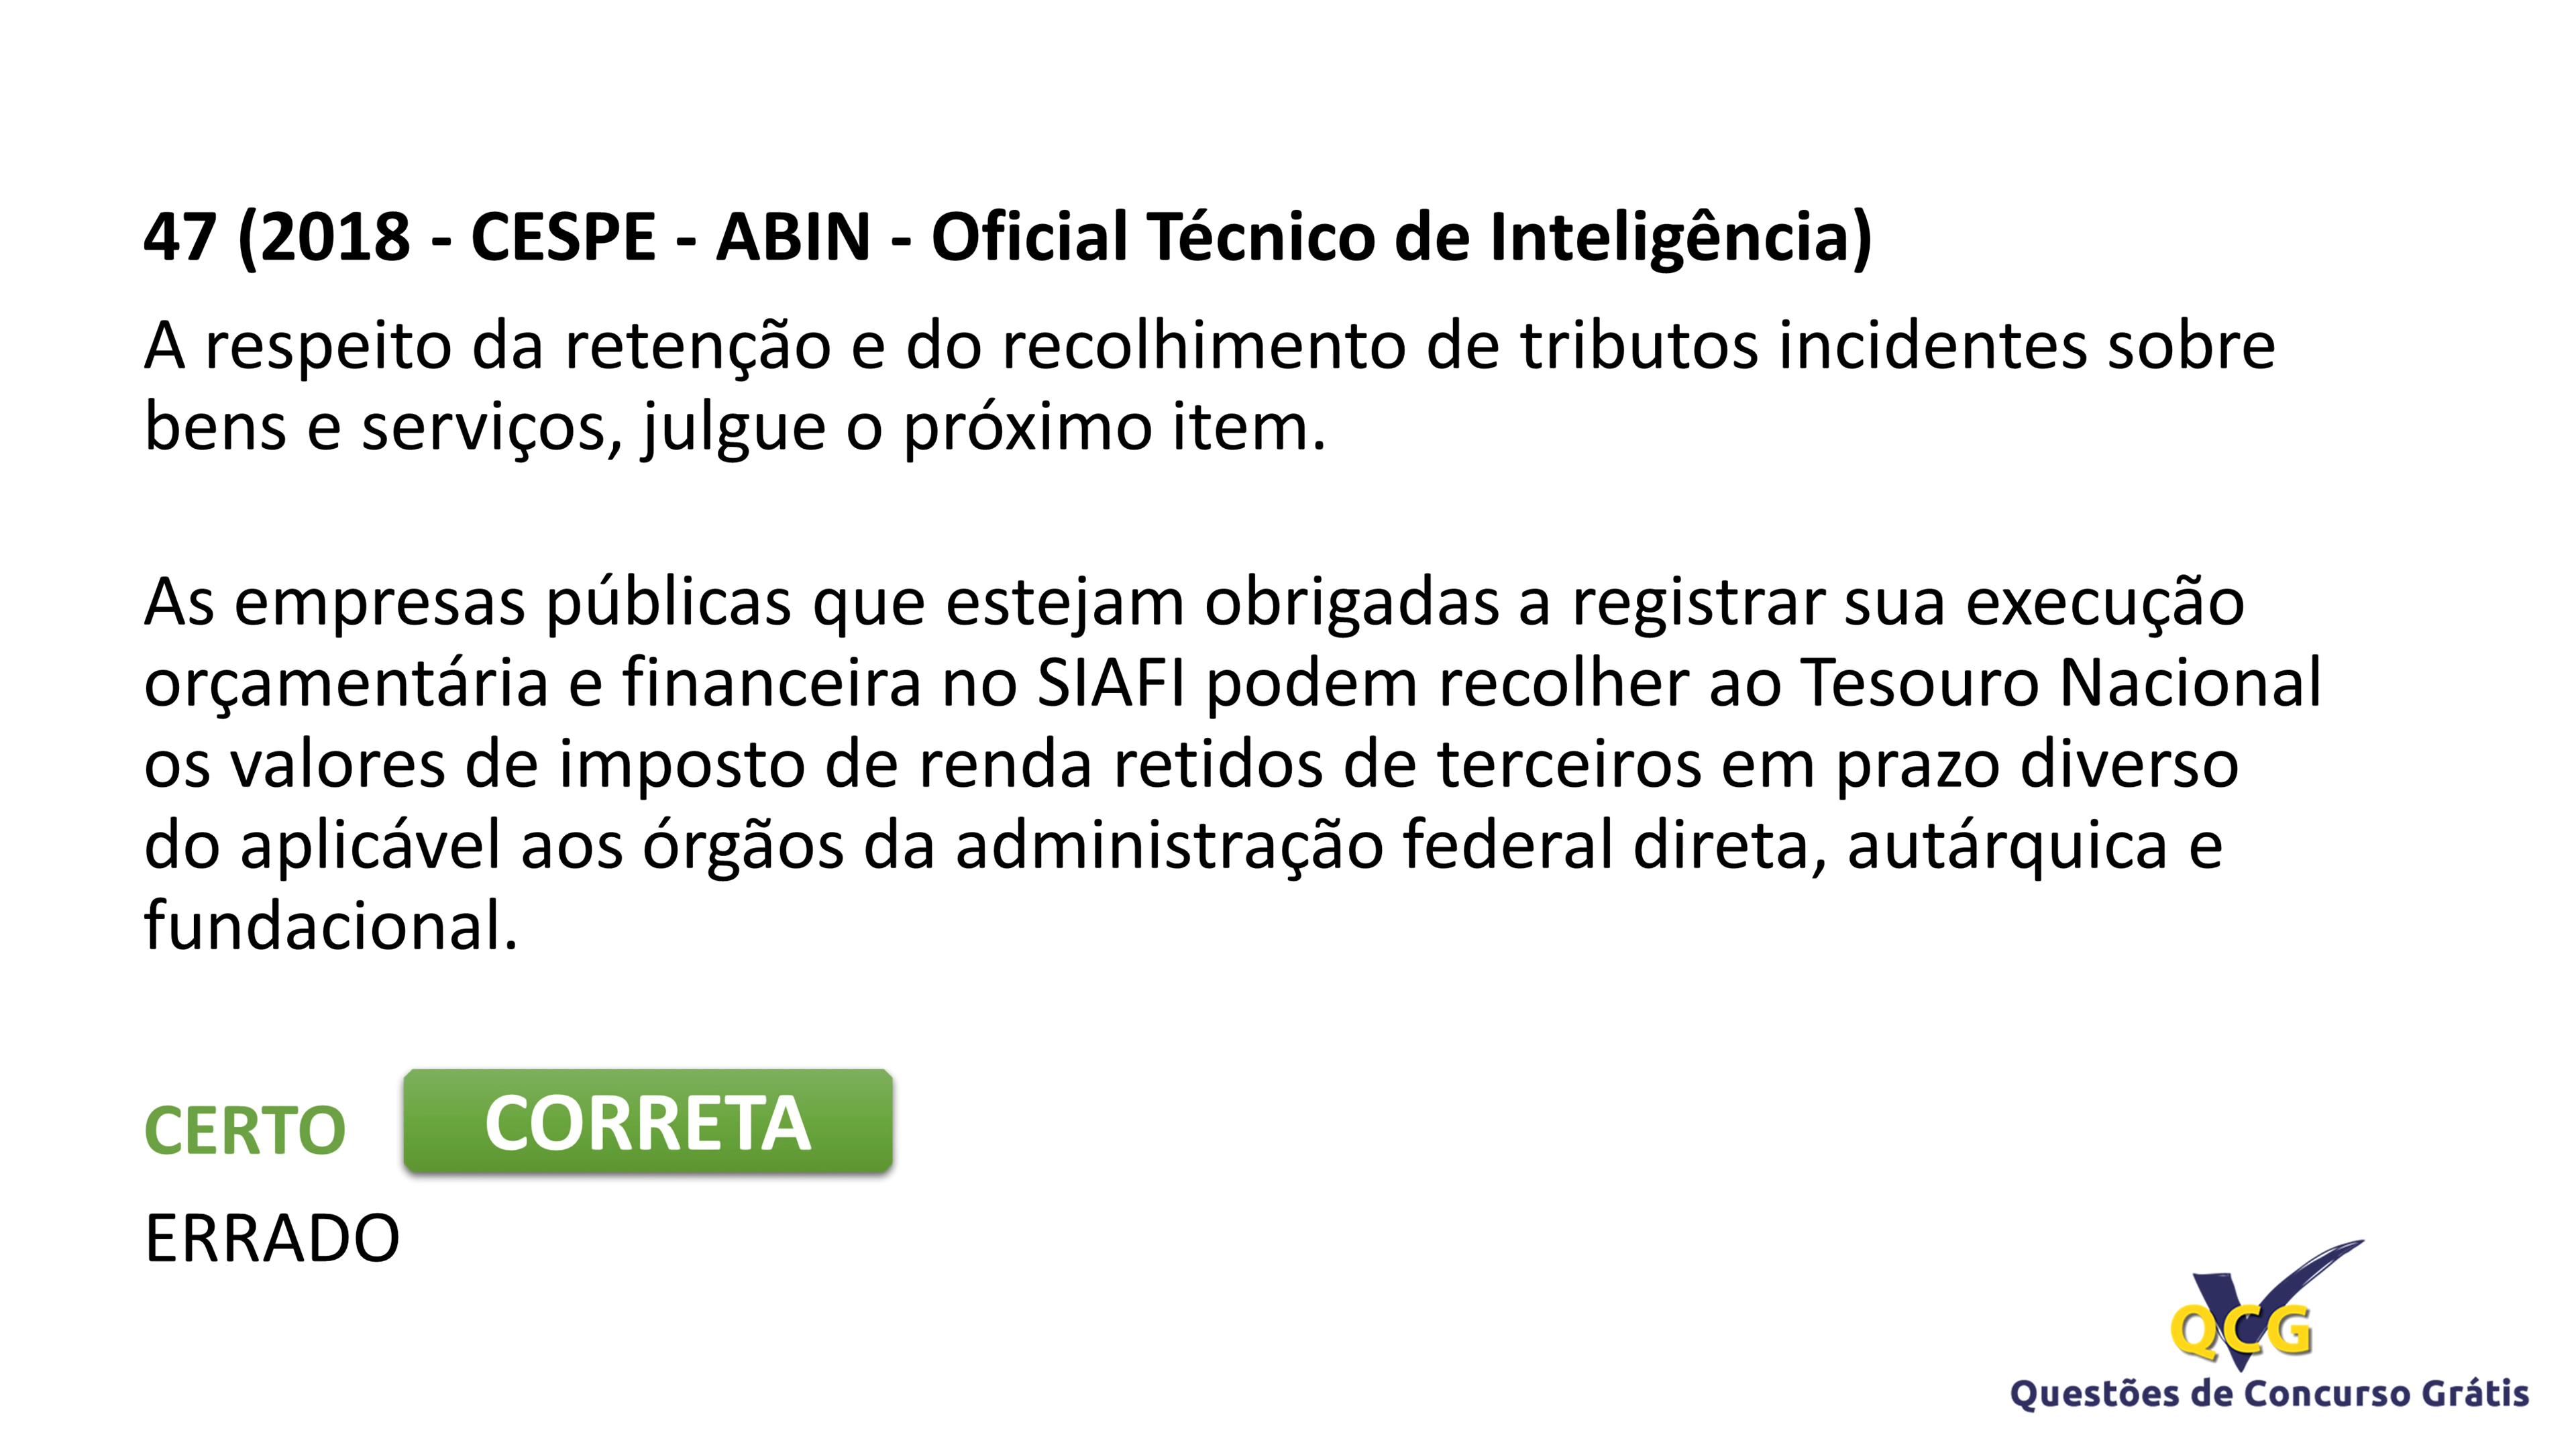 47 (2018 - CESPE - ABIN - Oficial Técnico de Inteligência)
A respeito da retenção e do recolhimento de tributos incidentes sobre
bens e serviços, julgue o próximo item.
As empresas públicas que estejam obrigadas a registrar sua execução
orçamentária e financeira no SIAFI podem recolher ao Tesouro Nacional
os valores de imposto de renda retidos de terceiros em prazo diverso
do aplicável aos órgãos da administração federal direta, autárquica e
fundacional.
CERTO CORRETA
ERRADO
QCG
Questões de Concurso Grátis